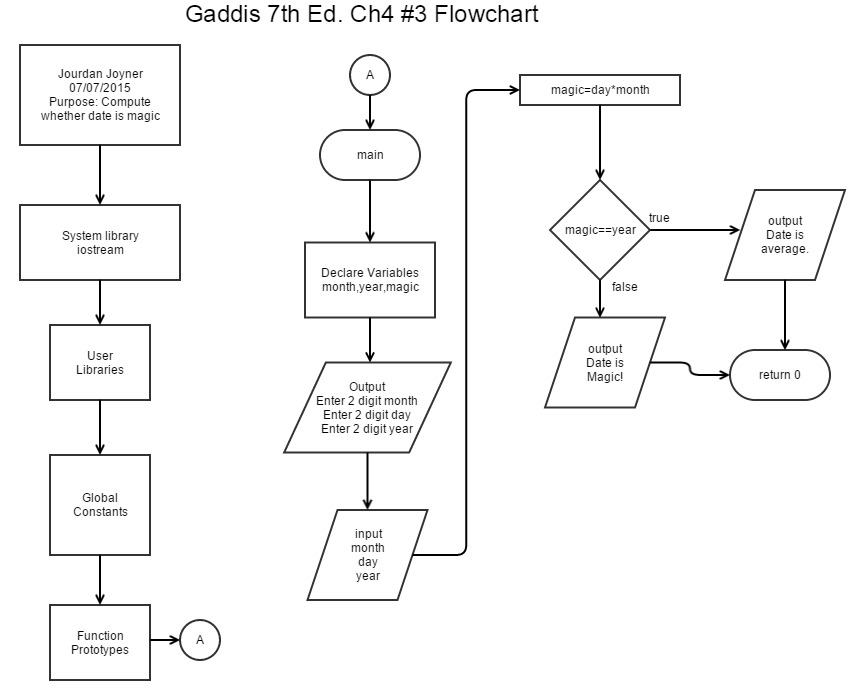 Gaddis 7th Ed. Ch4 #3 Flowchart
Jourdan Joyner
07/07/2015
Purpose: Compute
whether date is magic
System library
iostream
User
Libraries
Global
Constants
Function
Prototypes
A
A
main
Declare Variables
month,year,magic
Output
Enter 2 digit month
Enter 2 digit day
Enter 2 digit year
input
month
day
year
magic=day*month
magic==year
true
false
output
Date is
average.
output
Date is
Magic!
return 0